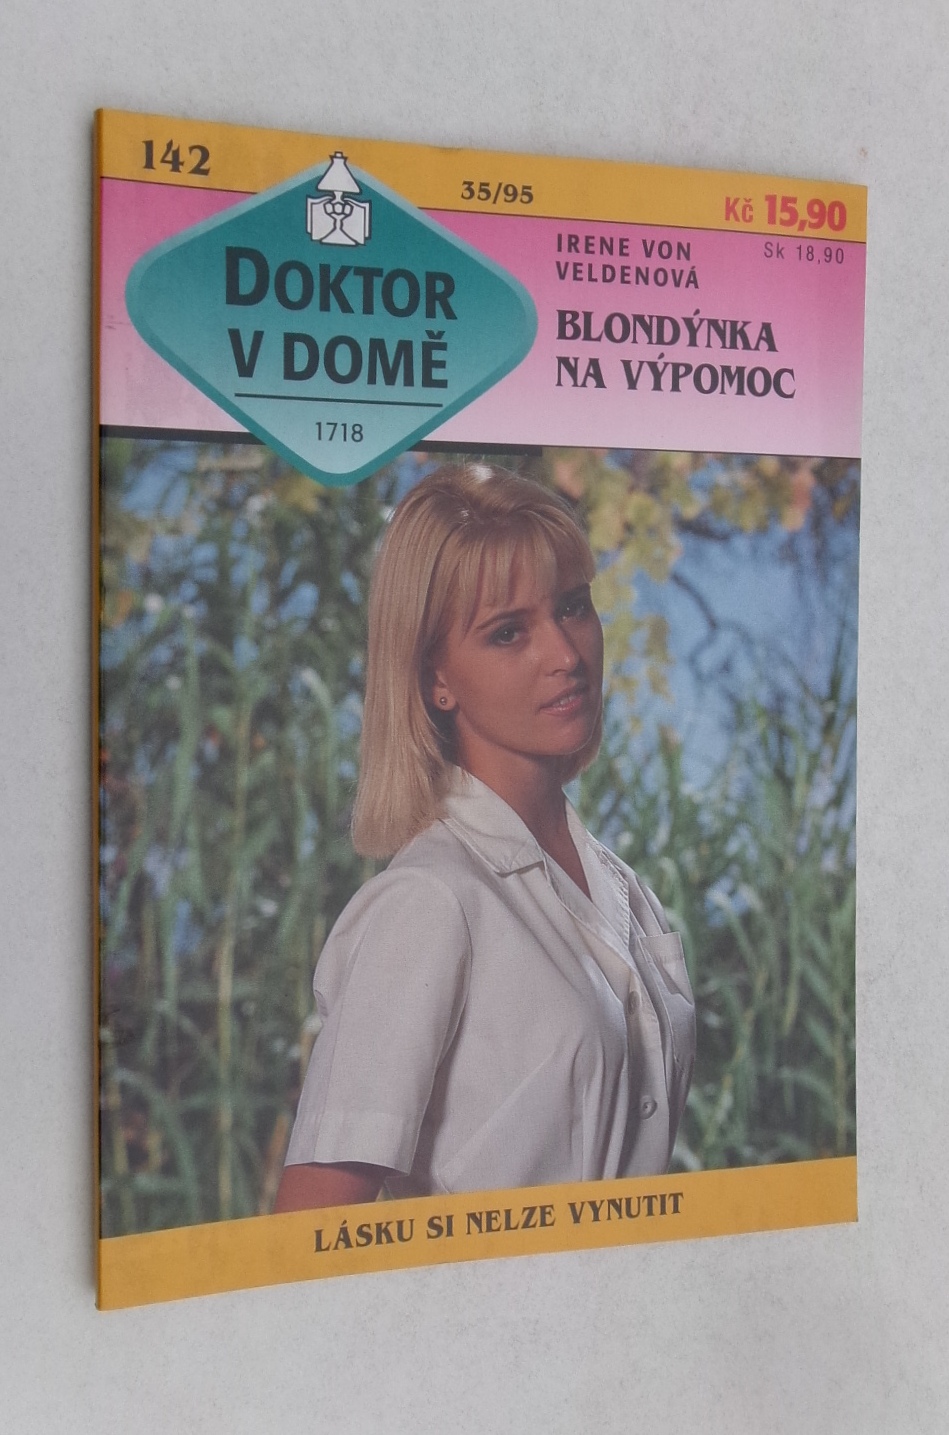 142
35/95
Kč 15,90
Sk 18,90
DOKTOR
V DOMĚ
1718
IRENE VON
VELDENOVÁ
BLONDÝNKA
NA VÝPOMOC
LÁSKU SI NELZE VYNUTIT